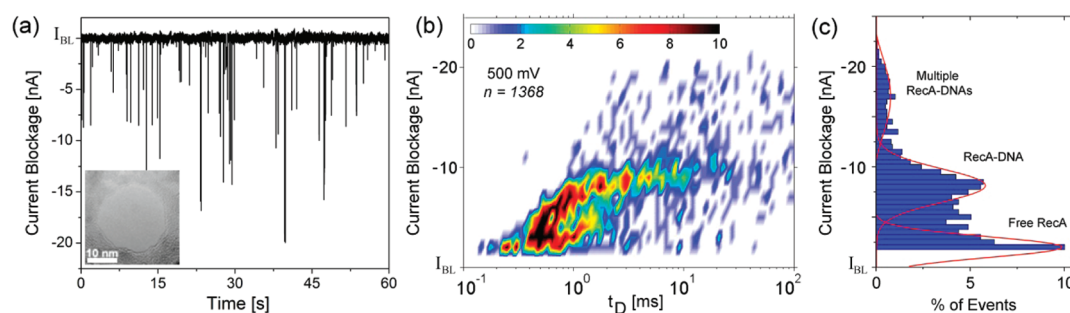 (a)
I_BL
-5
-10
-15
-20
Current Blockage [nA]
10 nm
0
15
30
45
60
Time [s]
(b)
0 2 4 6 8 10
500 mV
n = 1368
-20
-10
I_BL
Current Blockage [nA]
10^-1 10^0 10^1 10^2
t_D [ms]
(c)
-20
-10
I_BL
Current Blockage [nA]
Multiple
RecA-DNAs
RecA-DNA
Free RecA
0 5 10
% of Events